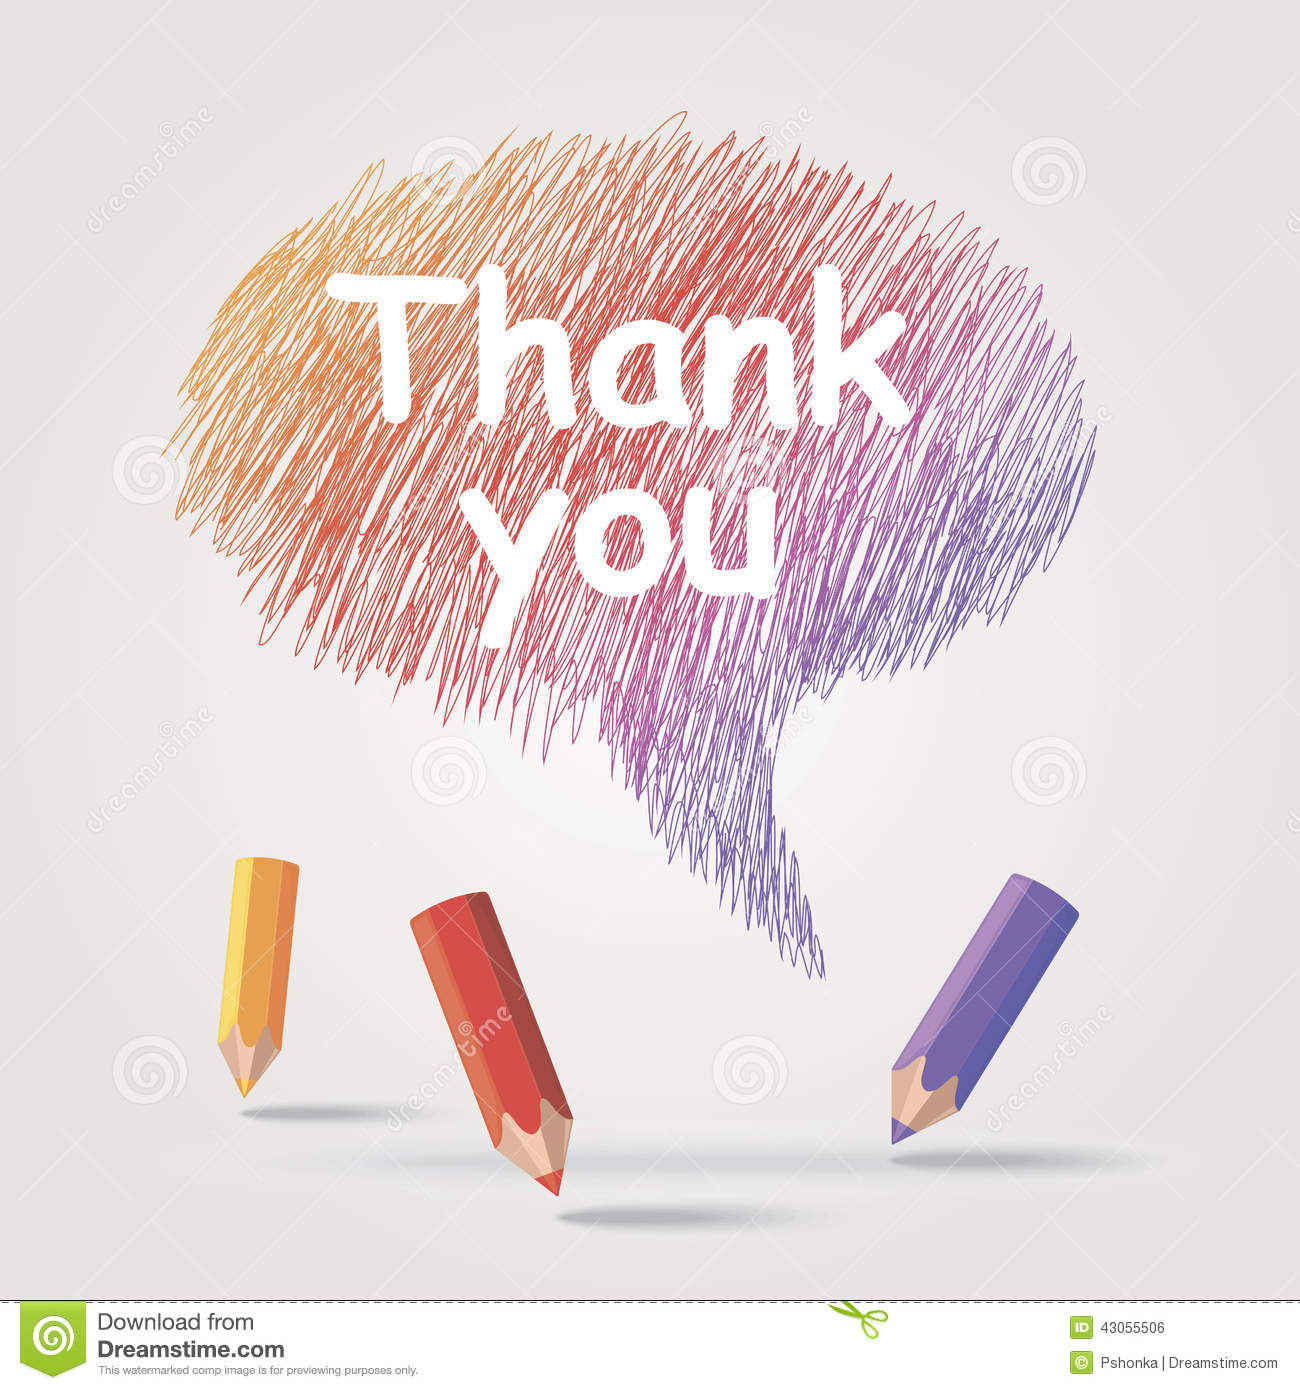 Thank
you
Download from
Dreamstime.com
This watermarked comp image is for previewing purposes only.
ID 43055506
© Pshonka | Dreamstime.com